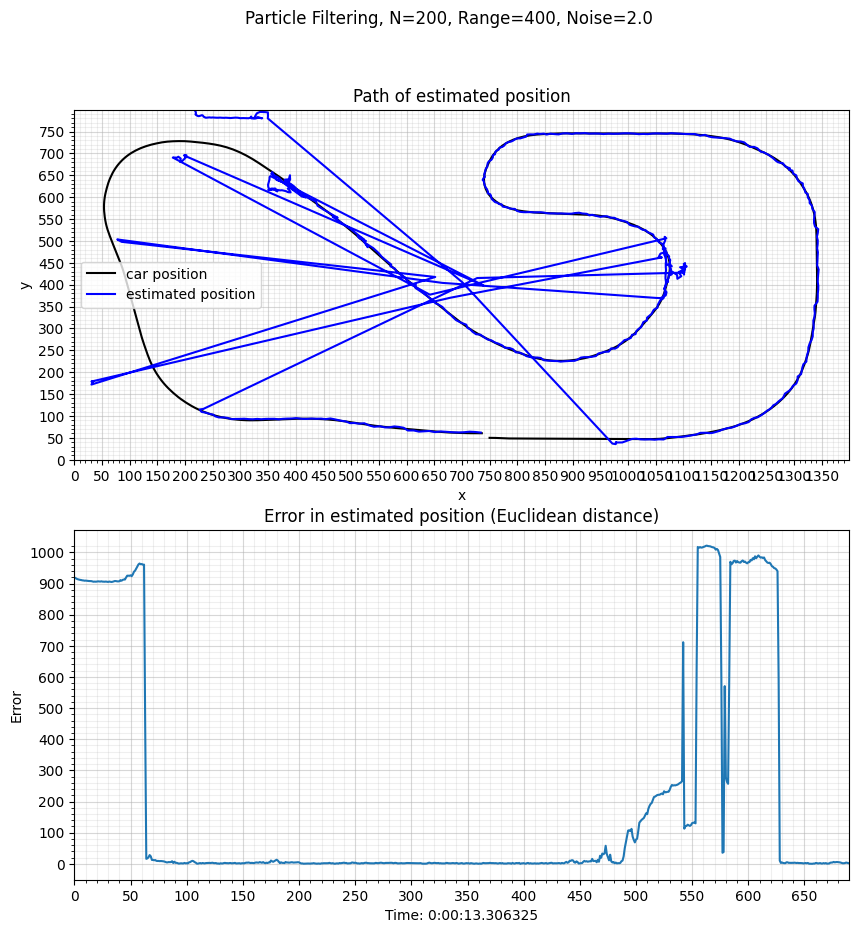 Particle Filtering, N=200, Range=400, Noise=2.0
Path of estimated position
750
700
650
600
550
500
450
400
350
300
250
200
150
100
50
0
y
car position
estimated position
0 50 100 150 200 250 300 350 400 450 500 550 600 650 700 750 800 850 900 950 1000 1050 1100 1150 1200 1250 1300 1350
x
Error in estimated position (Euclidean distance)
1000
900
800
700
600
500
400
300
200
100
0
Error
0 50 100 150 200 250 300 350 400 450 500 550 600 650
Time: 0:00:13.306325